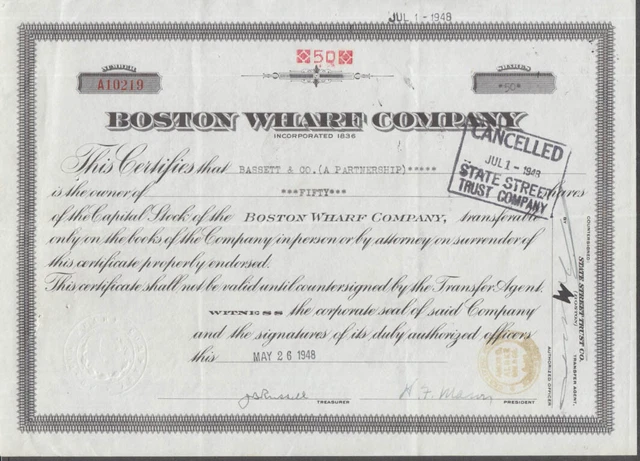 JUL 1 - 1948
NUMBER
A10219
50
SHARES
*50*
BOSTON WHARF COMPANY
INCORPORATED 1836
CANCELLED
JUL 1 - 1948
STATE STREET
TRUST COMPANY
This Certifies that BASSETT & CO.(A PARTNERSHIP)*****
is the owner of ***FIFTY*** Shares
of the Capital Stock of the BOSTON WHARF COMPANY, transferable
only on the books of the Company in person or by attorney on surrender of
this certificate properly endorsed.
This certificate shall not be valid until countersigned by the Transfer Agent.
WITNESS the corporate seal of said Company
and the signatures of its duly authorized officers
this MAY 26 1948
TREASURER
PRESIDENT
COUNTERSIGNED:
STATE STREET TRUST CO.
(BOSTON)
TRANSFER AGENT,
BY
AUTHORIZED OFFICER